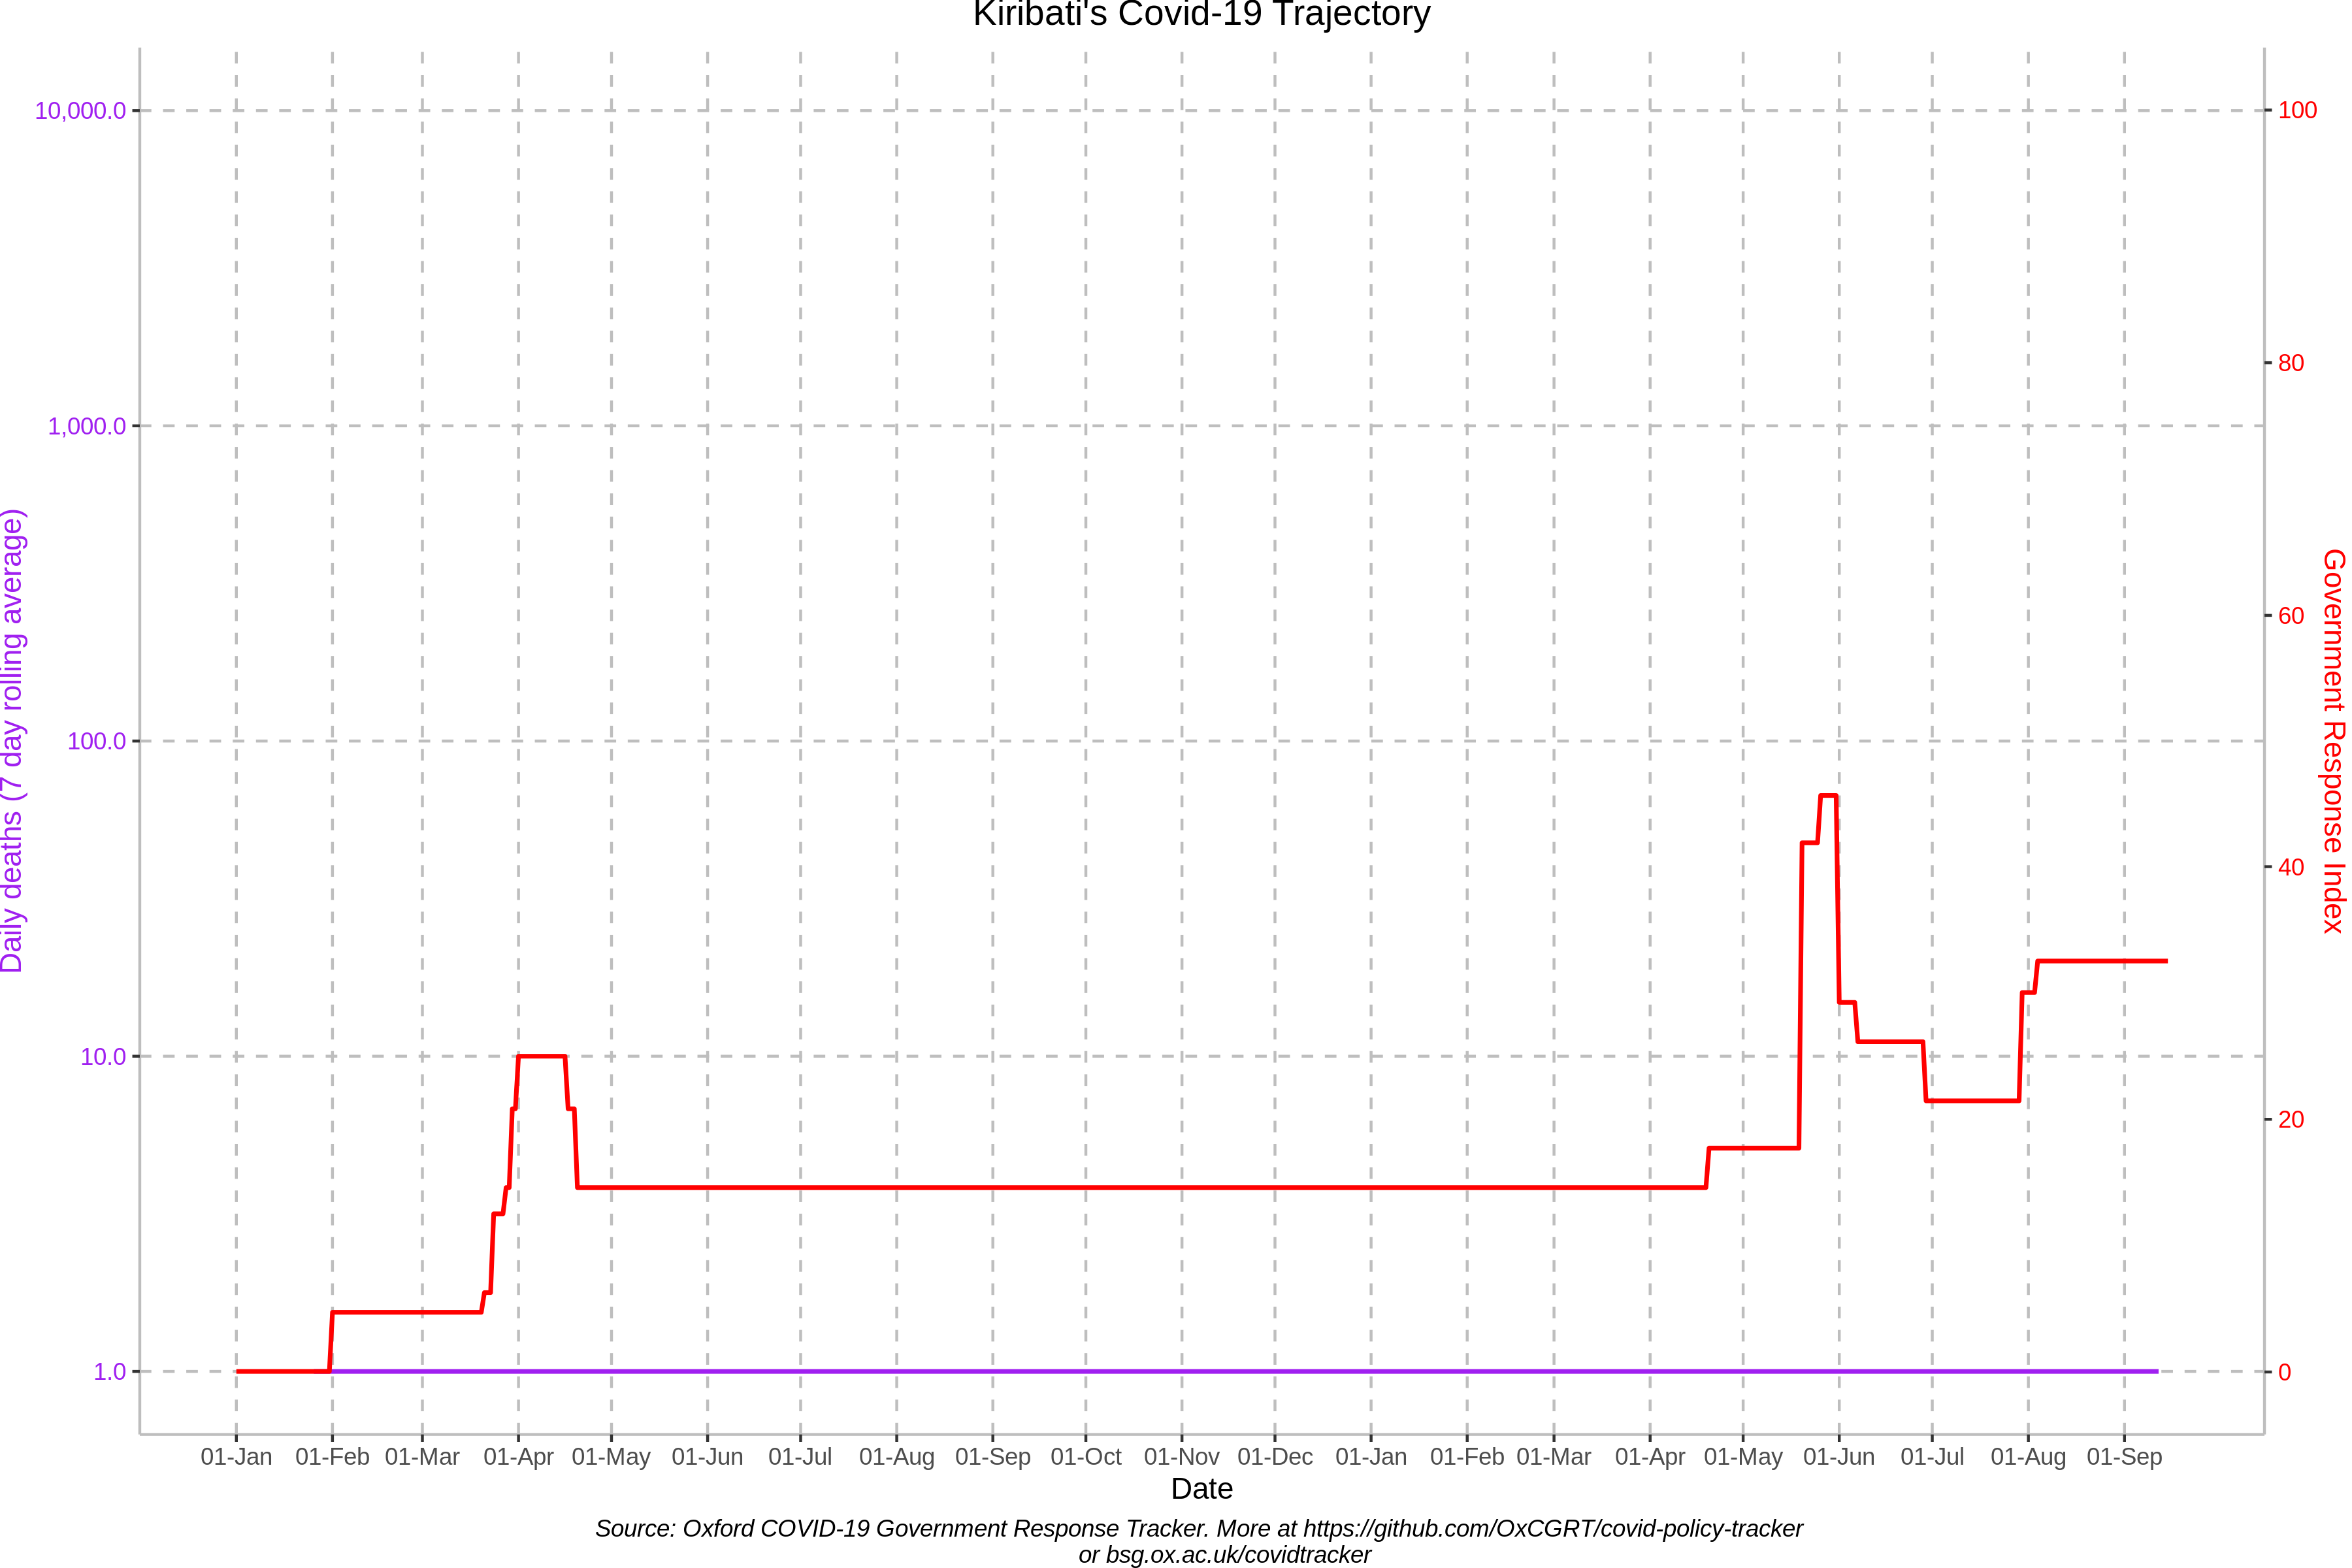 Kiribati's Covid-19 Trajectory
10,000.0
1,000.0
100.0
10.0
1.0
Daily deaths (7 day rolling average)
100
80
60
40
20
0
Government Response Index
01-Jan 01-Feb 01-Mar 01-Apr 01-May 01-Jun 01-Jul 01-Aug 01-Sep 01-Oct 01-Nov 01-Dec 01-Jan 01-Feb 01-Mar 01-Apr 01-May 01-Jun 01-Jul 01-Aug 01-Sep
Date
Source: Oxford COVID-19 Government Response Tracker. More at https://github.com/OxCGRT/covid-policy-tracker
or bsg.ox.ac.uk/covidtracker